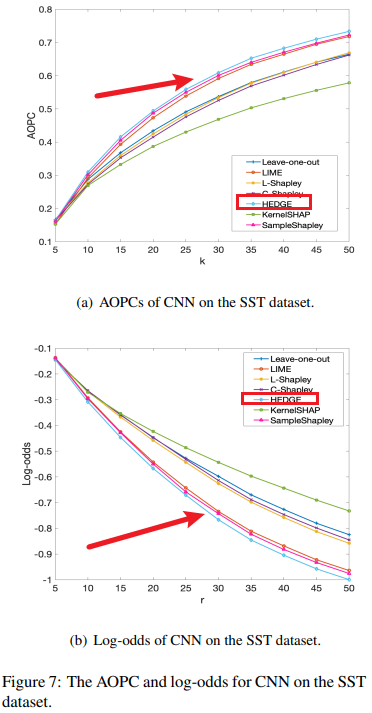 0.8
0.7
0.6
0.5
0.4
0.3
0.2
0.1
AOPC
Leave-one-out
LIME
L-Shapley
C-Shapley
HEDGE
KernelSHAP
SampleShapley
5 10 15 20 25 30 35 40 45 50
k
(a) AOPCs of CNN on the SST dataset.
-0.1
-0.2
-0.3
-0.4
-0.5
-0.6
-0.7
-0.8
-0.9
-1
Log-odds
Leave-one-out
LIME
L-Shapley
C-Shapley
HEDGE
KernelSHAP
SampleShapley
5 10 15 20 25 30 35 40 45 50
r
(b) Log-odds of CNN on the SST dataset.
Figure 7: The AOPC and log-odds for CNN on the SST
dataset.